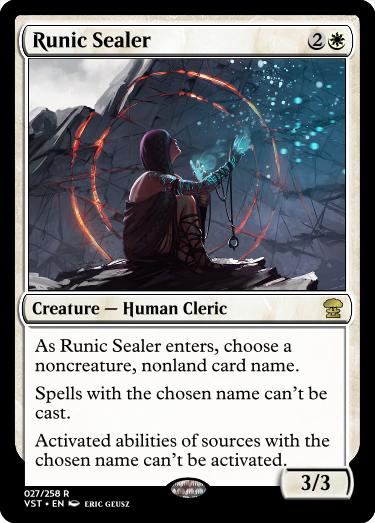 Runic Sealer 2
Creature — Human Cleric
As Runic Sealer enters, choose a
noncreature, nonland card name.
Spells with the chosen name can't be
cast.
Activated abilities of sources with the
chosen name can't be activated.
3/3
027/258 R
VST • EN ERIC GEUSZ